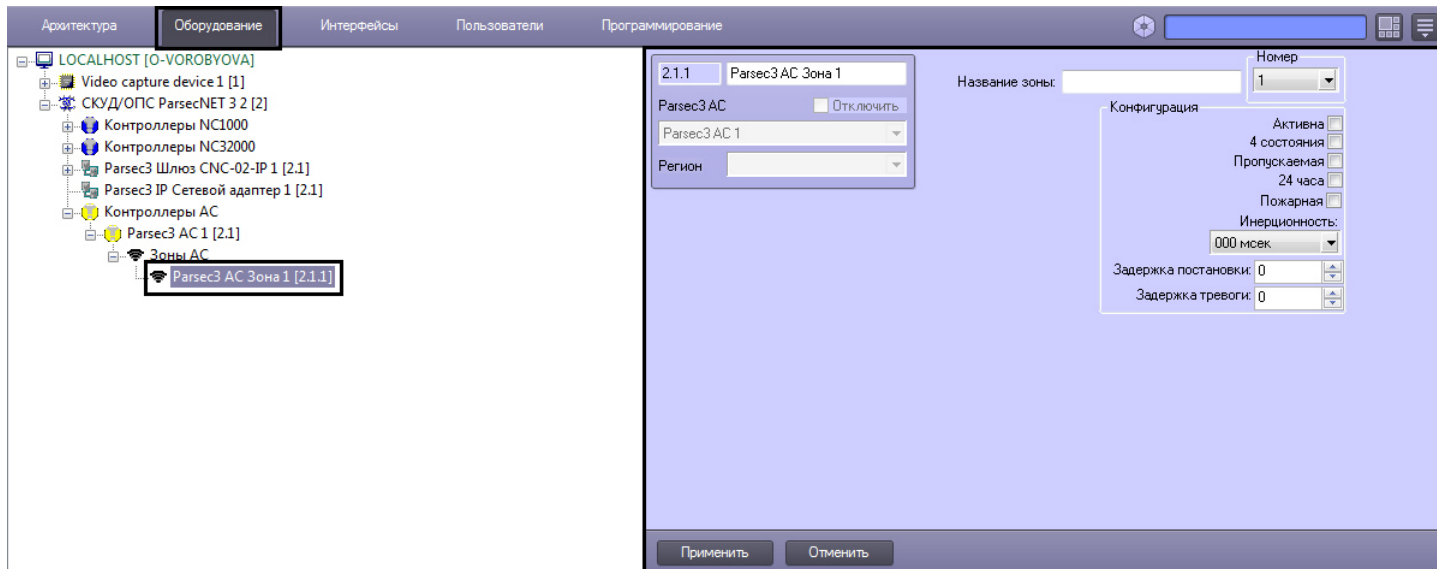 Архитектура
Оборудование
Интерфейсы
Пользователи
Программирование
LOCALHOST [O-VOROBYOVA]
Video capture device 1 [1]
СКУД/ОПС ParsecNET 3 2 [2]
Контроллеры NC1000
Контроллеры NC32000
Parsec3 Шлюз CNC-02-IP 1 [2.1]
Parsec3 IP Сетевой адаптер 1 [2.1]
Контроллеры AC
Parsec3 AC 1 [2.1]
Зоны AC
Parsec3 AC Зона 1 [2.1.1]
2.1.1
Parsec3 AC Зона 1
Parsec3 AC
Отключить
Parsec3 AC 1
Регион
Название зоны:
Номер
1
Конфигурация
Активна
4 состояния
Пропускаемая
24 часа
Пожарная
Инерционность:
000 мсек
Задержка постановки: 0
Задержка тревоги: 0
Применить
Отменить